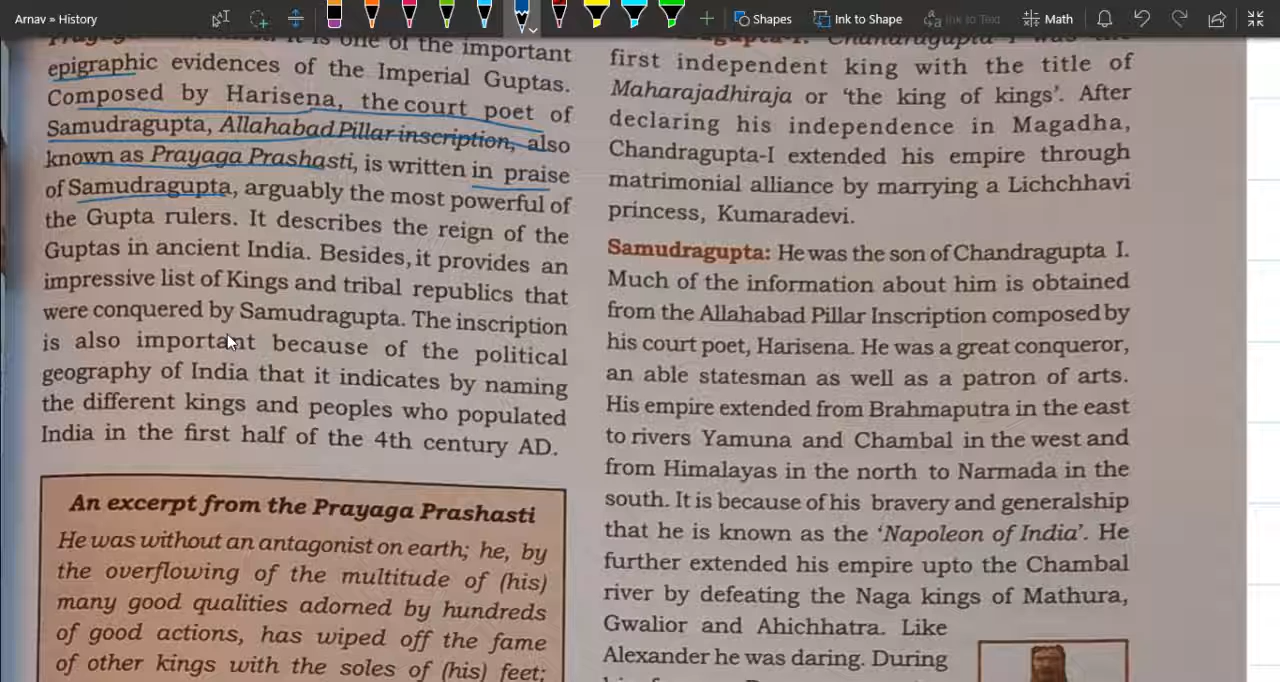 Arnav » History
Shapes
Ink to Shape
Ink to Text
Math
It is one of the important
epigraphic evidences of the Imperial Guptas.
Composed by Harisena, the court poet of
Samudragupta, Allahabad Pillar inscription, also
known as Prayaga Prashasti, is written in praise
of Samudragupta, arguably the most powerful of
the Gupta rulers. It describes the reign of the
Guptas in ancient India. Besides, it provides an
impressive list of Kings and tribal republics that
were conquered by Samudragupta. The inscription
is also important because of the political
geography of India that it indicates by naming
the different kings and peoples who populated
India in the first half of the 4th century AD.
An excerpt from the Prayaga Prashasti
He was without an antagonist on earth; he, by
the overflowing of the multitude of (his)
many good qualities adorned by hundreds
of good actions, has wiped off the fame
of other kings with the soles of (his) feet;
Chandragupta-I was the
first independent king with the title of
Maharajadhiraja or ‘the king of kings’. After
declaring his independence in Magadha,
Chandragupta-I extended his empire through
matrimonial alliance by marrying a Lichchhavi
princess, Kumaradevi.
Samudragupta: He was the son of Chandragupta I.
Much of the information about him is obtained
from the Allahabad Pillar Inscription composed by
his court poet, Harisena. He was a great conqueror,
an able statesman as well as a patron of arts.
His empire extended from Brahmaputra in the east
to rivers Yamuna and Chambal in the west and
from Himalayas in the north to Narmada in the
south. It is because of his bravery and generalship
that he is known as the ‘Napoleon of India’. He
further extended his empire upto the Chambal
river by defeating the Naga kings of Mathura,
Gwalior and Ahichhatra. Like
Alexander he was daring. During